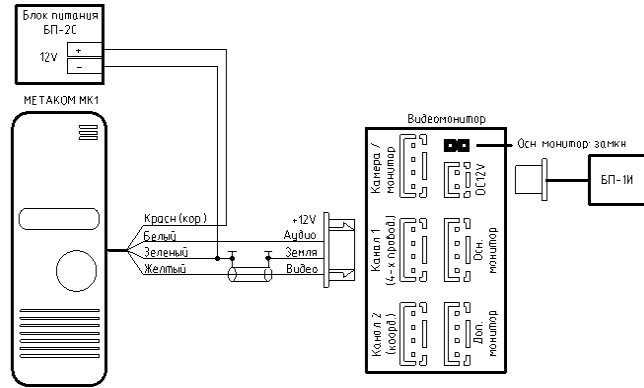 Блок питания
БП-2С
12V
+
−
МЕТАКОМ МК1
Красн (кор)
Белый
Зеленый
Желтый
+12V
Аудио
Земля
Видео
Видеомонитор
Камера /
монитор
DC12V
Осн монитор: замкн
БП-1И
Канал 1
(4-х провод.)
Осн.
монитор
Канал 2
(коорд.)
Доп.
монитор